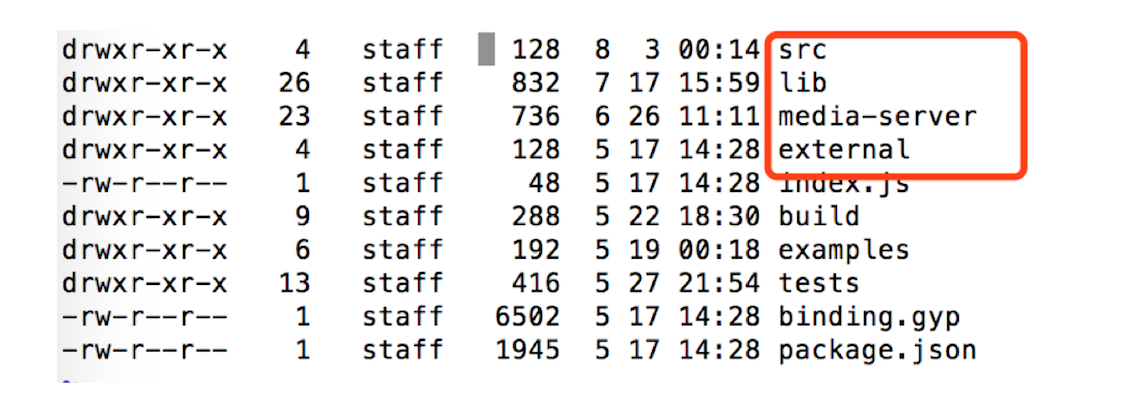 drwxr-xr-x 4 staff 128 8 3 00:14 src
drwxr-xr-x 26 staff 832 7 17 15:59 lib
drwxr-xr-x 23 staff 736 6 26 11:11 media-server
drwxr-xr-x 4 staff 128 5 17 14:28 external
-rw-r--r-- 1 staff 48 5 17 14:28 index.js
drwxr-xr-x 9 staff 288 5 22 18:30 build
drwxr-xr-x 6 staff 192 5 19 00:18 examples
drwxr-xr-x 13 staff 416 5 27 21:54 tests
-rw-r--r-- 1 staff 6502 5 17 14:28 binding.gyp
-rw-r--r-- 1 staff 1945 5 17 14:28 package.json